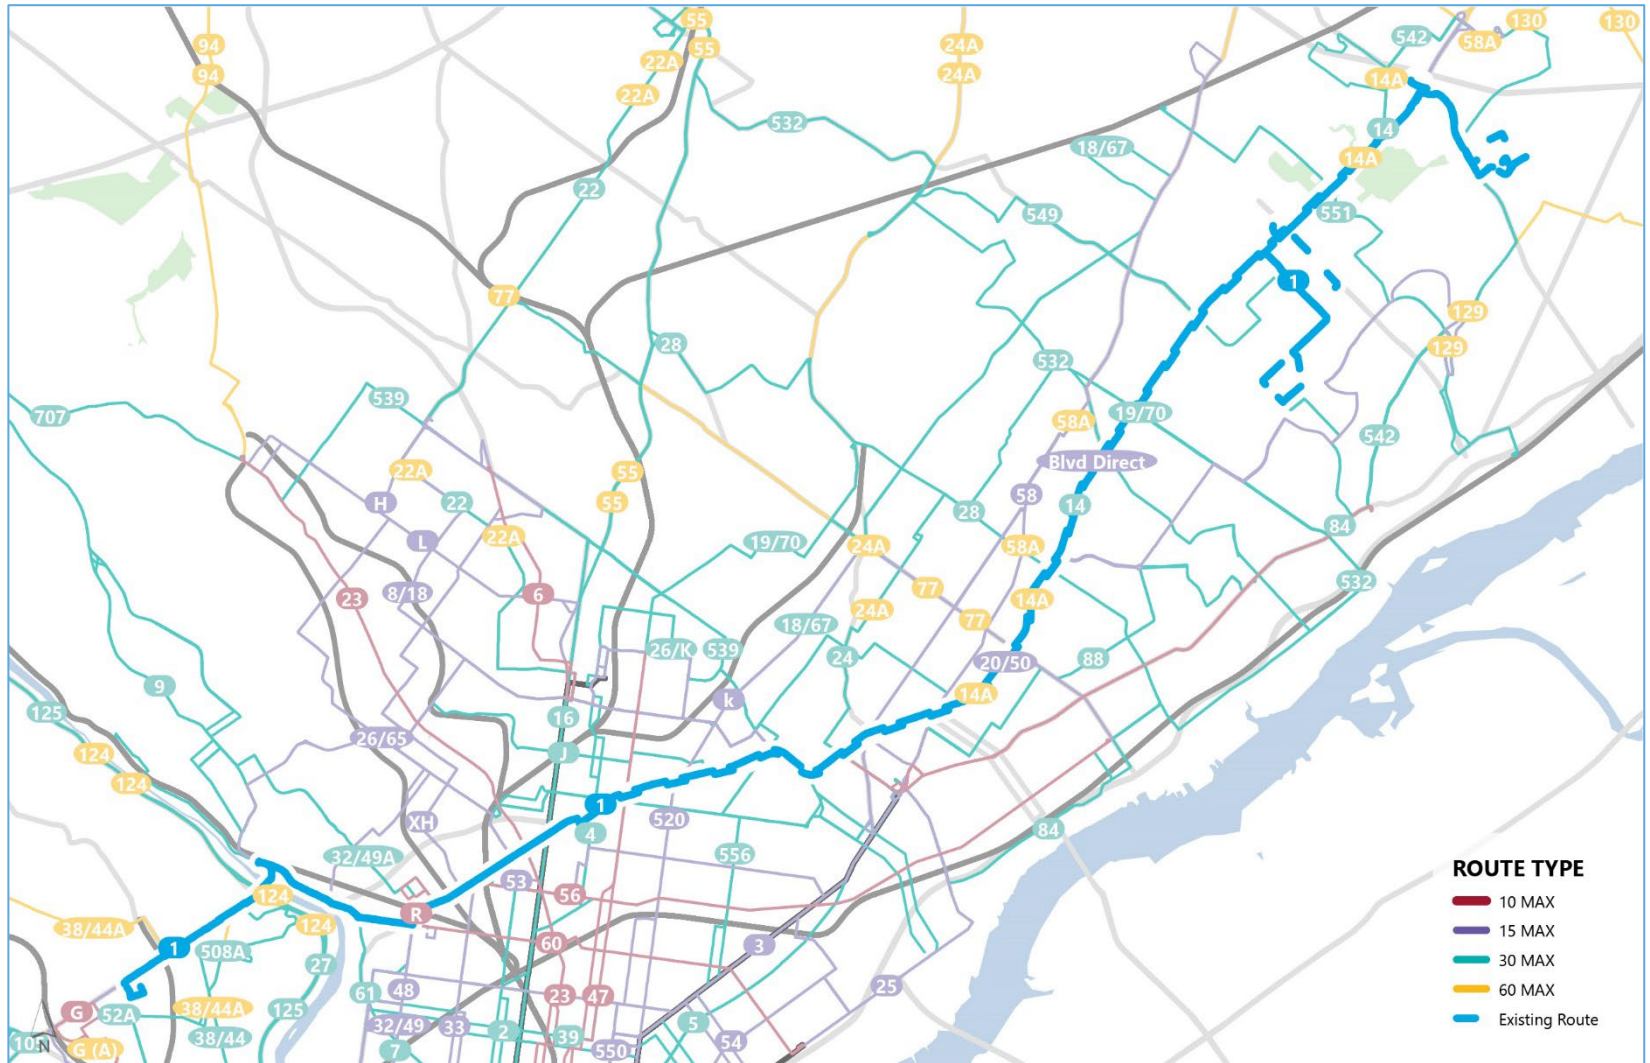 55
94
24A
542
130
130
58A
55
22A
94
24A
14A
22A
532
14
18/67
14A
22
549
551
77
1
129
28
129
532
539
19/70
707
58A
542
Blvd Direct
22A
55
H
22
55
58
14
28
84
22A
L
19/70
24A
58A
532
8/18
6
77
23
14A
24A
77
18/67
26/K
539
24
20/50
88
9
14A
k
125
16
26/65
124
J
124
1
XH
520
4
84
32/49A
556
ROUTE TYPE
53
124
56
10 MAX
R
124
38/44A
15 MAX
60
1
508A
3
30 MAX
27
25
48
60 MAX
23
47
61
G
52A
38/44A
125
Existing Route
32/49
33
5
2
39
38/44
54
10
N
G (A)
7
550